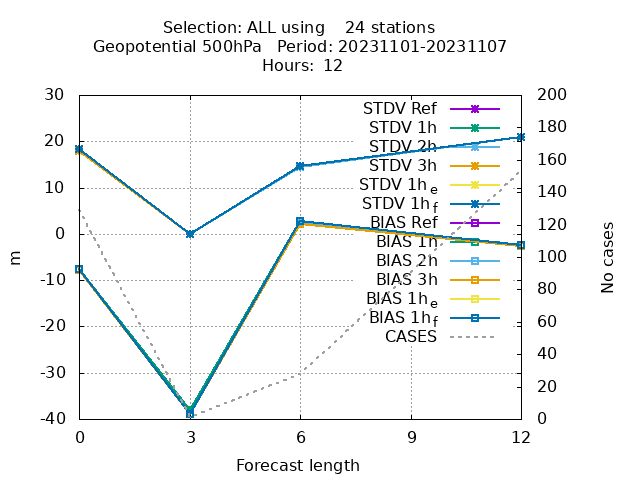 Selection: ALL using    24 stations
Geopotential 500hPa   Period: 20231101-20231107
Hours: 12
30
20
10
0
-10
-20
-30
-40
m
200
180
160
140
120
100
80
60
40
20
0
No cases
STDV Ref
STDV 1h
STDV 2h
STDV 3h
STDV 1he
STDV 1hf
BIAS Ref
BIAS 1h
BIAS 2h
BIAS 3h
BIAS 1he
BIAS 1hf
CASES
0 3 6 9 12
Forecast length